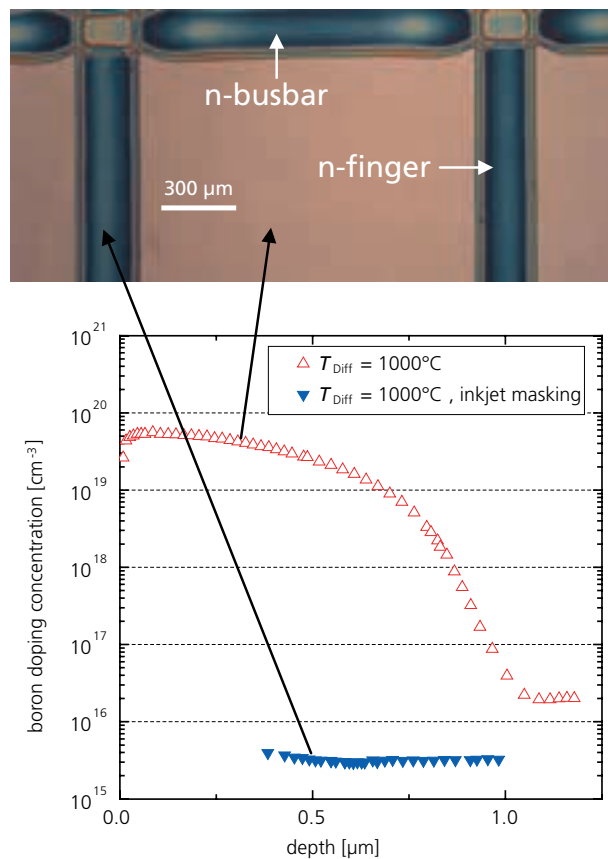 n-busbar
n-finger
300 µm
10²¹
T Diff = 1000°C
T Diff = 1000°C , inkjet masking
10²⁰
10¹⁹
10¹⁸
10¹⁷
10¹⁶
10¹⁵
boron doping concentration [cm⁻³]
0.0
0.5
1.0
depth [µm]